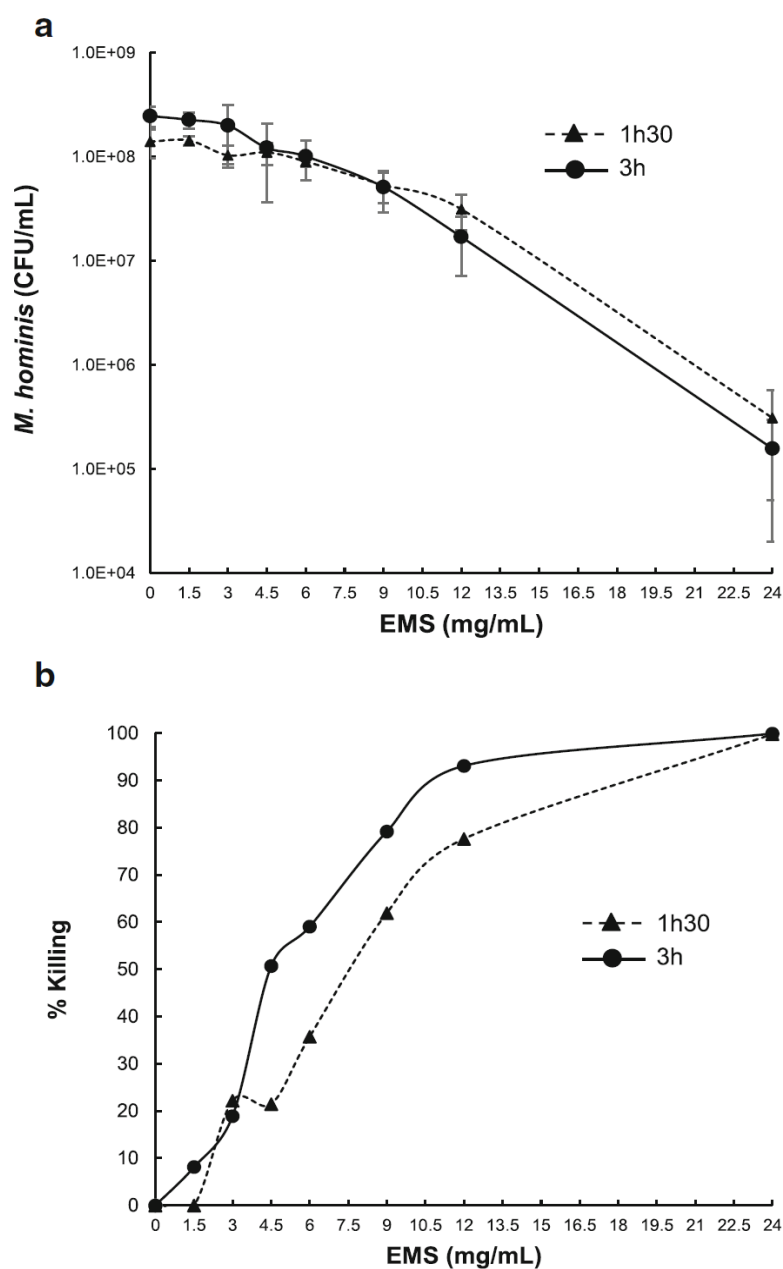 a
1.0E+09
1.0E+08
1.0E+07
1.0E+06
1.0E+05
1.0E+04
M. hominis (CFU/mL)
1h30
3h
0 1.5 3 4.5 6 7.5 9 10.5 12 13.5 15 16.5 18 19.5 21 22.5 24
EMS (mg/mL)
b
100
90
80
70
60
50
40
30
20
10
0
% Killing
1h30
3h
0 1.5 3 4.5 6 7.5 9 10.5 12 13.5 15 16.5 18 19.5 21 22.5 24
EMS (mg/mL)